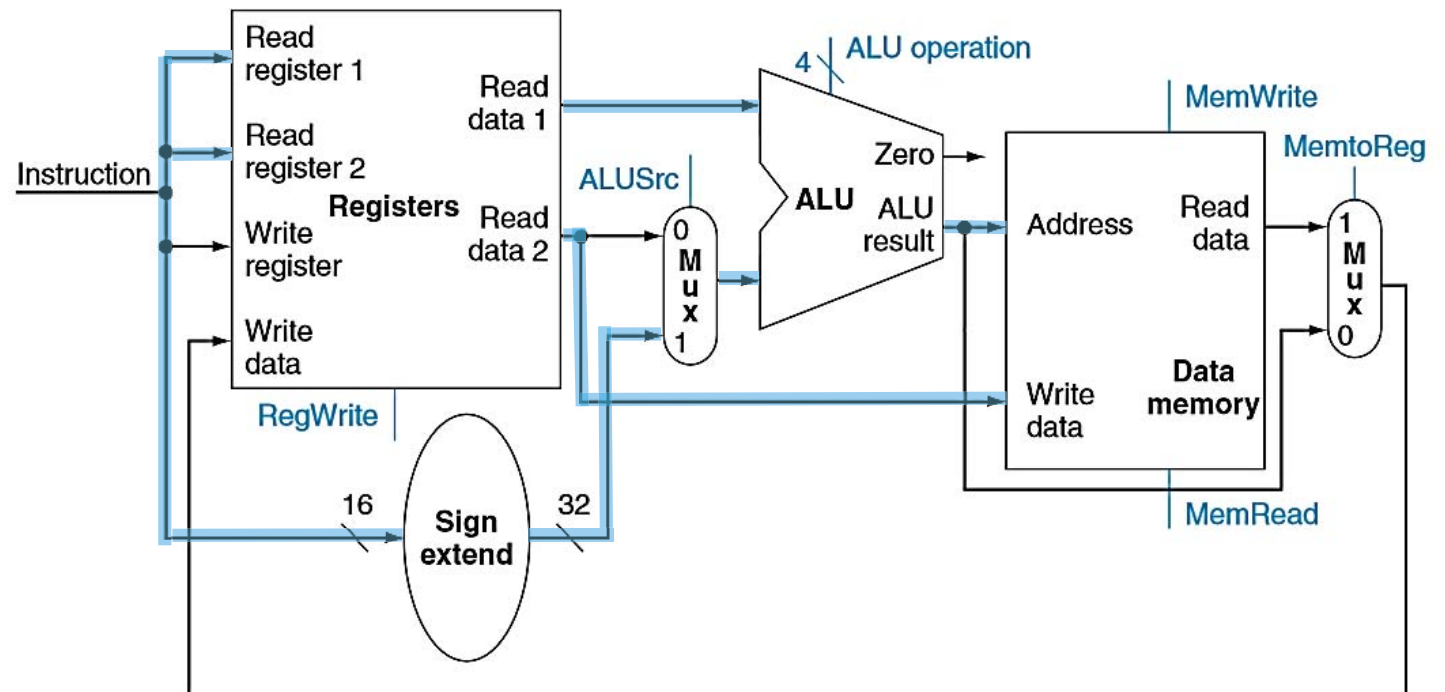 Read
register 1
Read
register 2
Registers
Write
register
Write
data
Read
data 1
Read
data 2
Instruction
RegWrite
16
Sign
extend
32
ALUSrc
0
M
u
x
1
4
ALU operation
Zero
ALU
ALU
result
MemWrite
Address
Read
data
Write
data
Data
memory
MemRead
MemtoReg
1
M
u
x
0